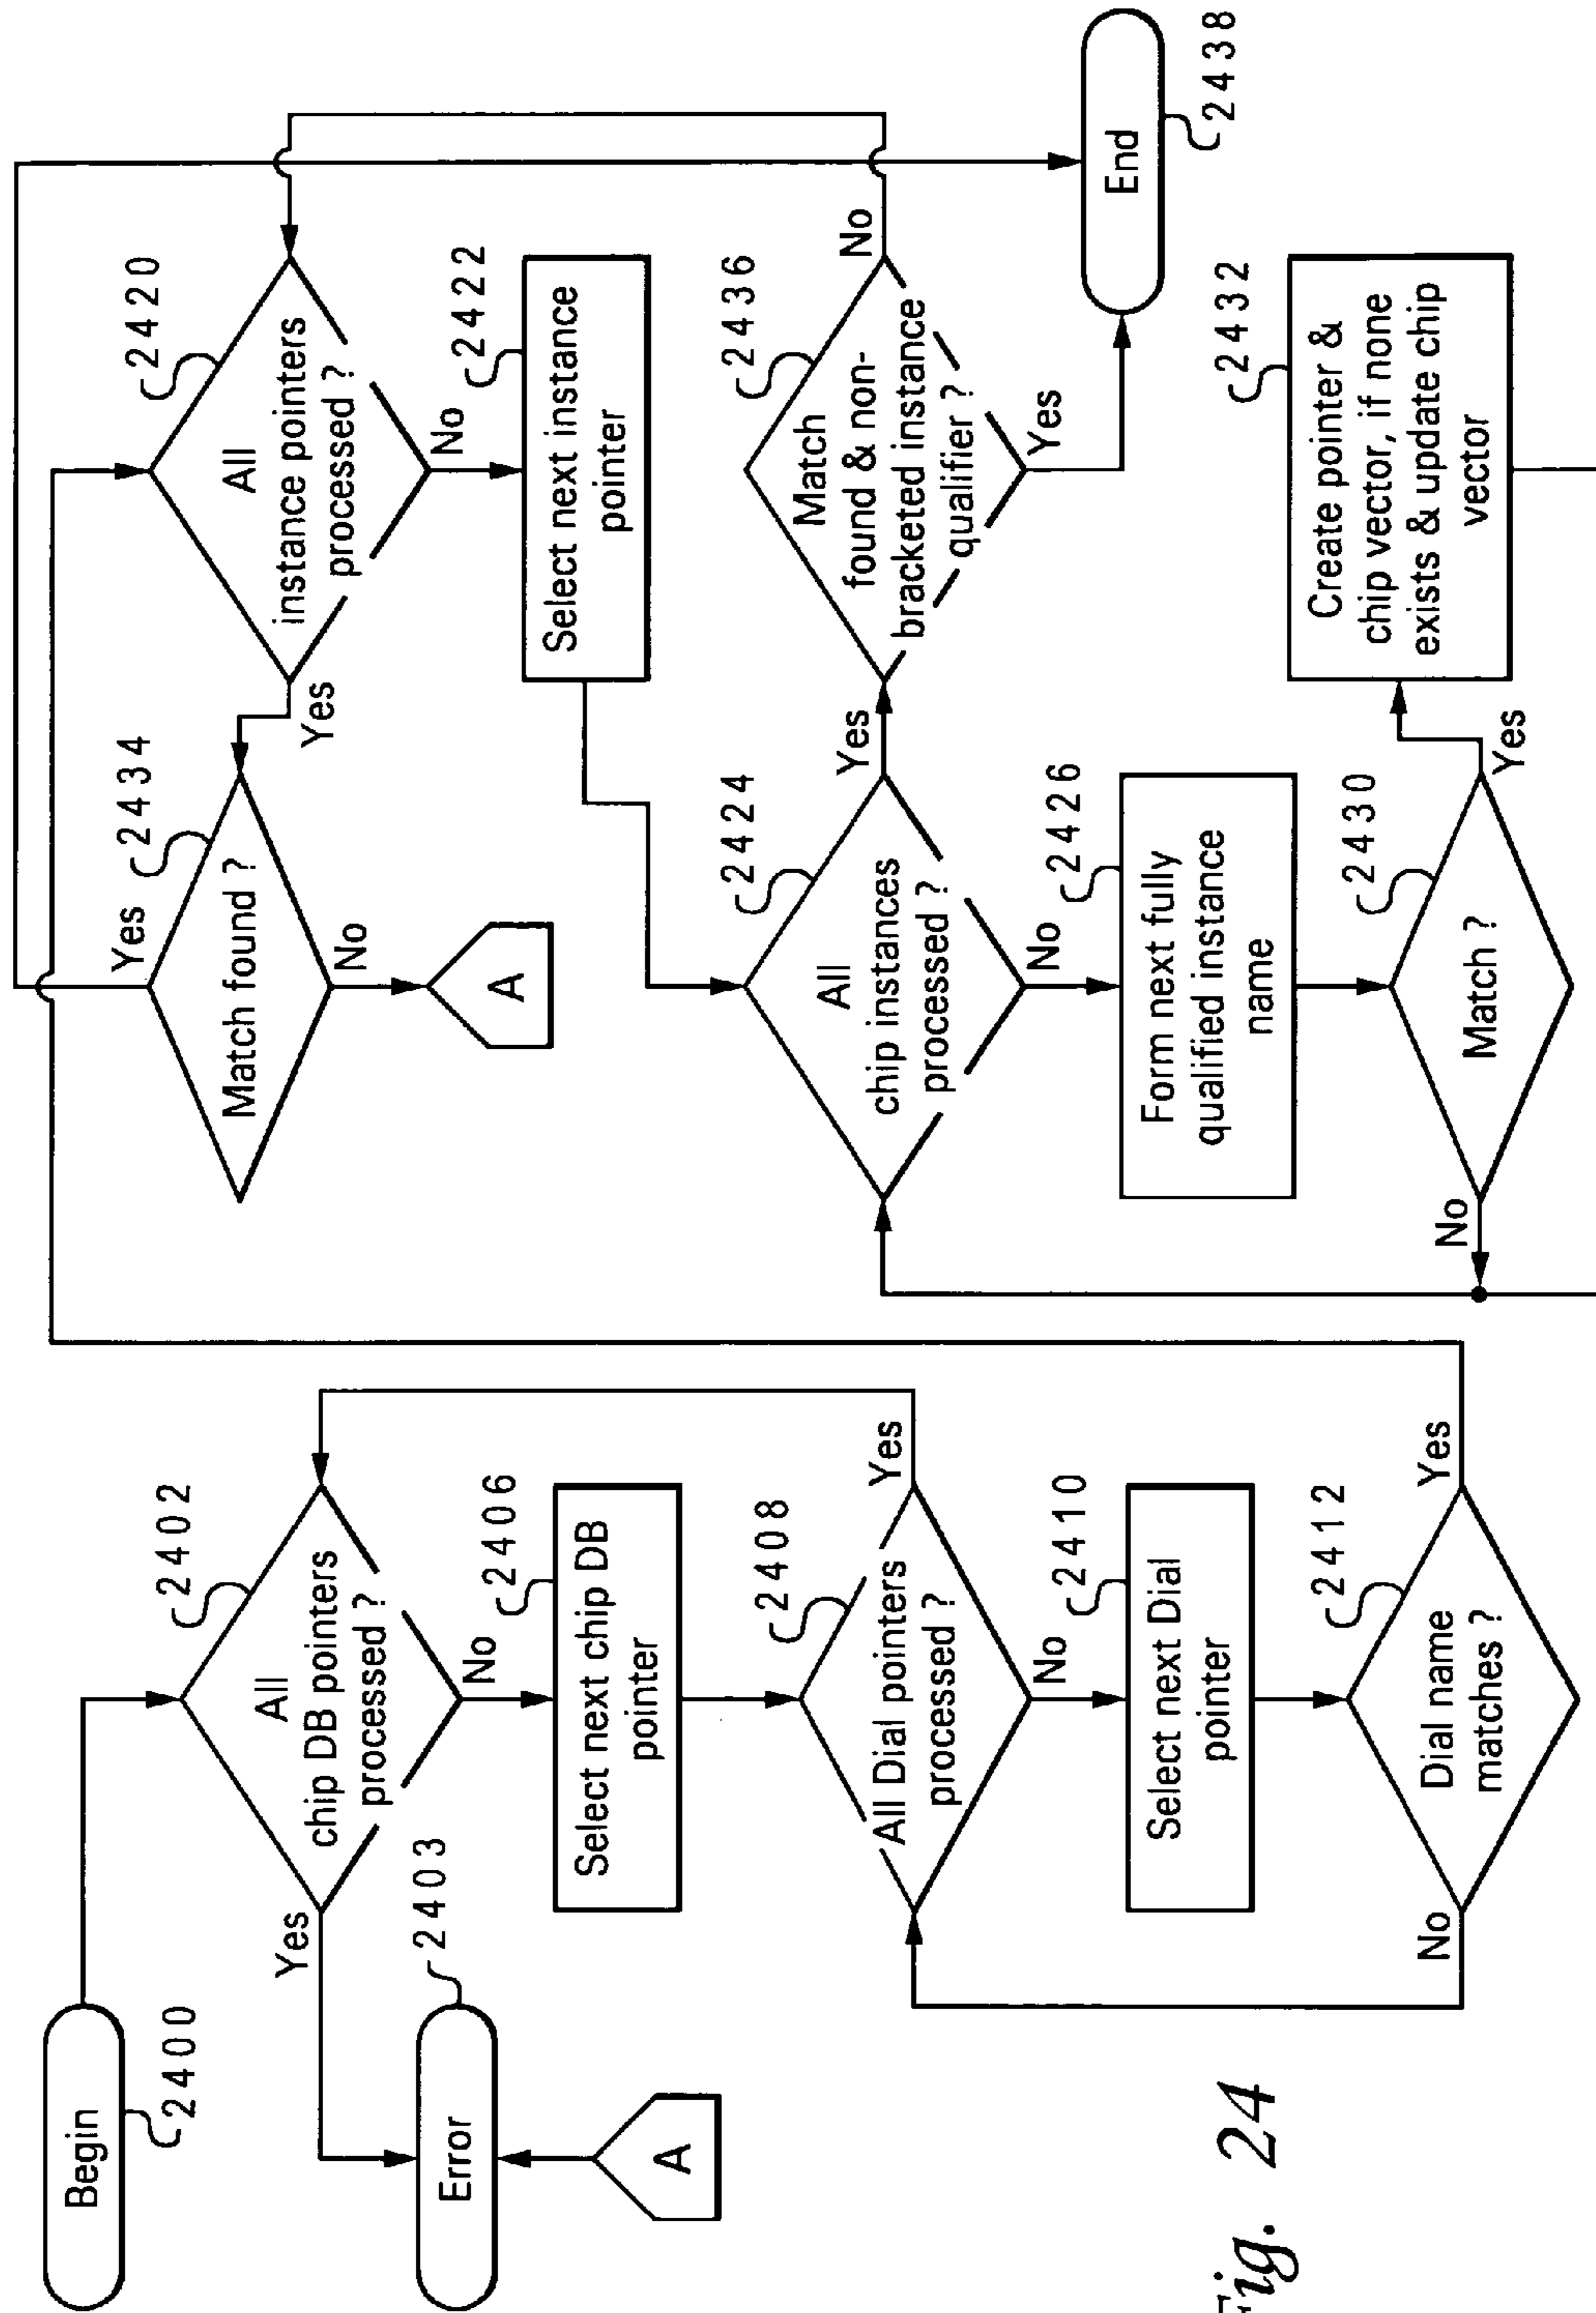 Begin
2400
All
chip DB pointers
processed ?
2402
Yes
No
Error
2403
A
Select next chip DB
pointer
2406
All Dial pointers
processed ?
2408
Yes
No
Select next Dial
pointer
2410
Dial name
matches ?
2412
No
Yes
Match found ?
2434
Yes
No
A
All
instance pointers
processed ?
2420
Yes
No
Select next instance
pointer
2422
All
chip instances
processed ?
2424
Yes
No
Match
found & non-
bracketed instance
qualifier ?
2436
No
Yes
Form next fully
qualified instance
name
2426
Match ?
2430
No
Yes
Create pointer &
chip vector, if none
exists & update chip
vector
2432
End
2438
Fig. 24